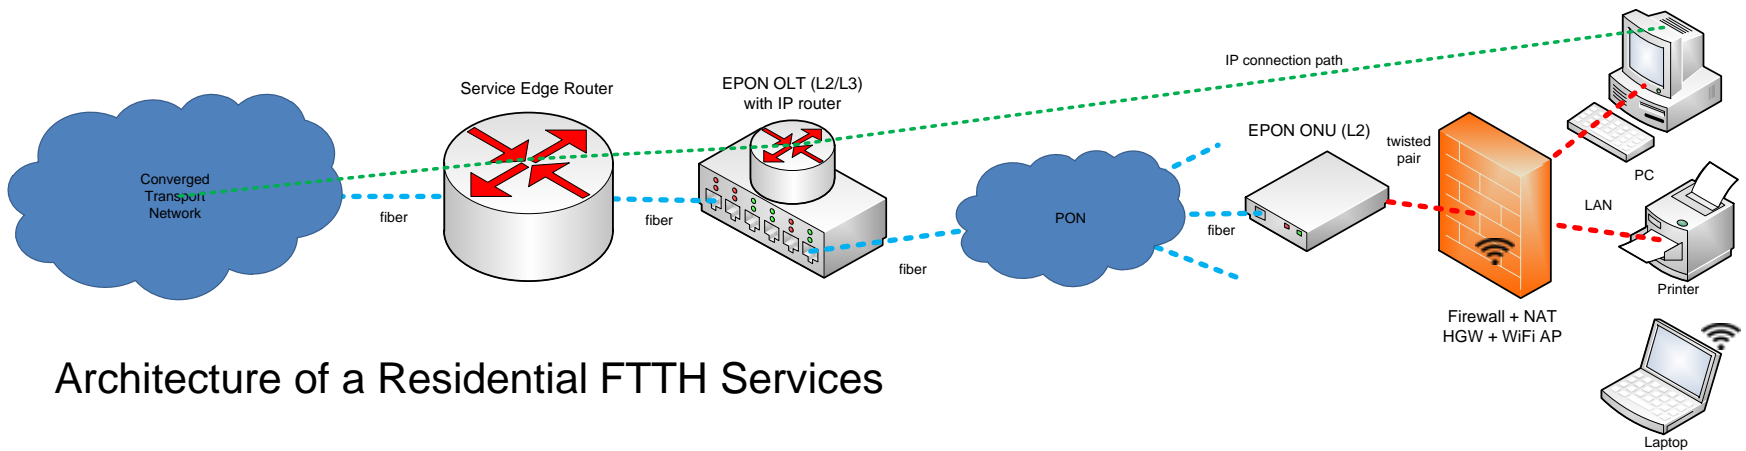 IP connection path
Service Edge Router
EPON OLT (L2/L3)
with IP router
EPON ONU (L2)
twisted
pair
PC
Converged
Transport
Network
fiber
fiber
fiber
PON
fiber
LAN
Printer
Firewall + NAT
HGW + WiFi AP
Architecture of a Residential FTTH Services
Laptop